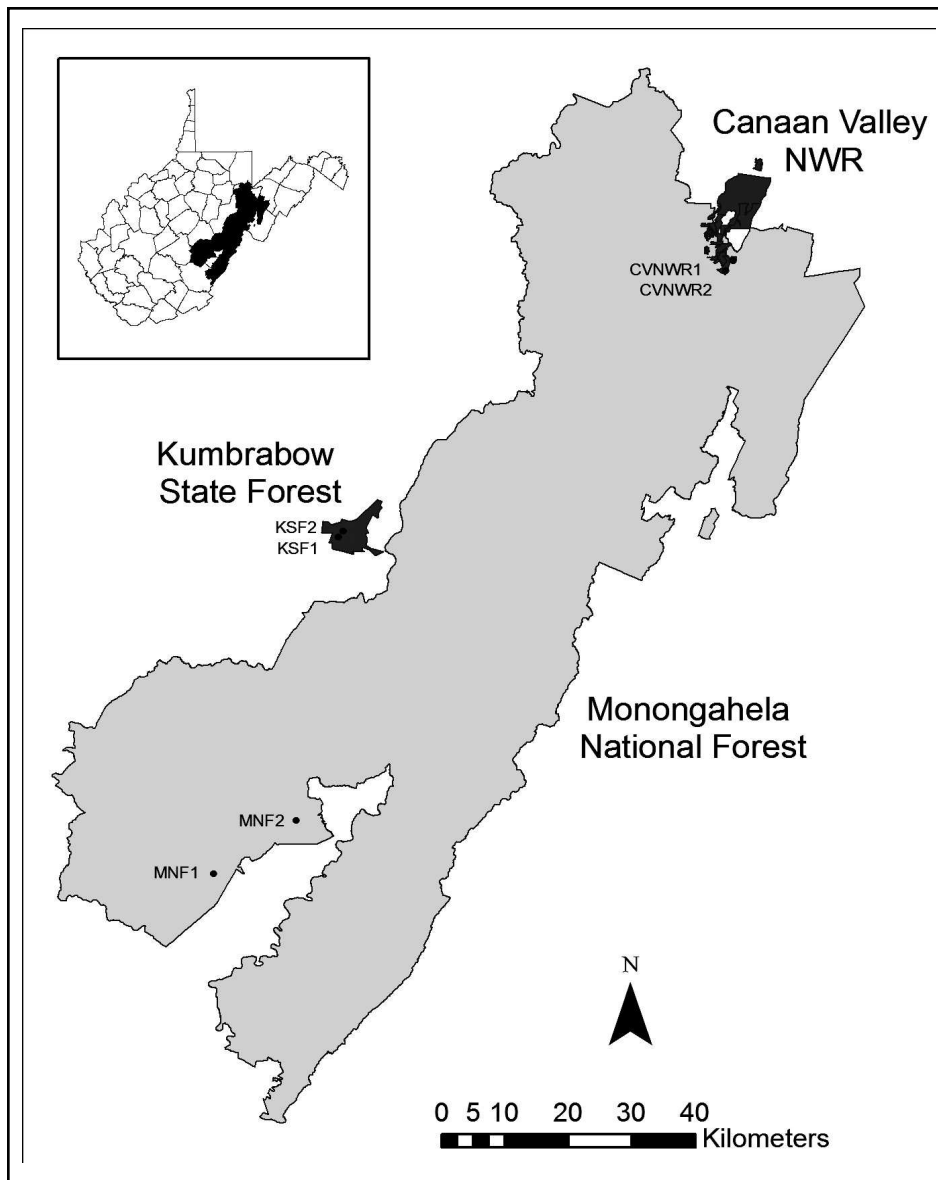 Canaan Valley
NWR
CVNWR1
CVNWR2
Kumbrabow
State Forest
KSF2
KSF1
Monongahela
National Forest
MNF2
MNF1
N
0 5 10 20 30 40
Kilometers